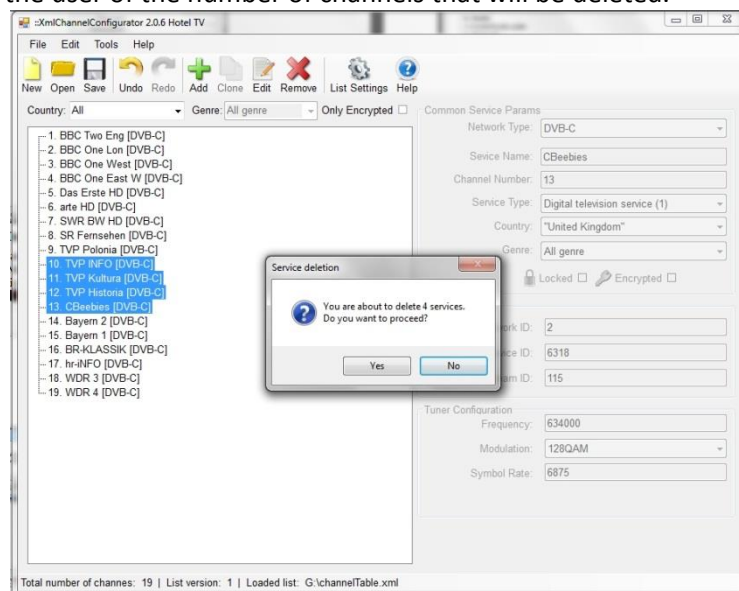 the user of the number of channels that will be deleted.
::XmlChannelConfigurator 2.0.6 Hotel TV
File Edit Tools Help
New Open Save Undo Redo Add Clone Edit Remove List Settings Help
Country: All Genre: All genre Only Encrypted
1. BBC Two Eng [DVB-C]
2. BBC One Lon [DVB-C]
3. BBC One West [DVB-C]
4. BBC One East W [DVB-C]
5. Das Erste HD [DVB-C]
6. arte HD [DVB-C]
7. SWR BW HD [DVB-C]
8. SR Fernsehen [DVB-C]
9. TVP Polonia [DVB-C]
10. TVP INFO [DVB-C]
11. TVP Kultura [DVB-C]
12. TVP Historia [DVB-C]
13. CBeebies [DVB-C]
14. Bayern 2 [DVB-C]
15. Bayern 1 [DVB-C]
16. BR-KLASSIK [DVB-C]
17. hr-iNFO [DVB-C]
18. WDR 3 [DVB-C]
19. WDR 4 [DVB-C]
Service deletion
You are about to delete 4 services.
Do you want to proceed?
Yes No
Common Service Params
Network Type: DVB-C
Sevice Name: CBeebies
Channel Number: 13
Service Type: Digital television service (1)
Country: "United Kingdom"
Genre: All genre
Locked Encrypted
ork ID: 2
ice ID: 6318
am ID: 115
Tuner Configuration
Frequency: 634000
Modulation: 128QAM
Symbol Rate: 6875
Total number of channes: 19 | List version: 1 | Loaded list: G:\channelTable.xml